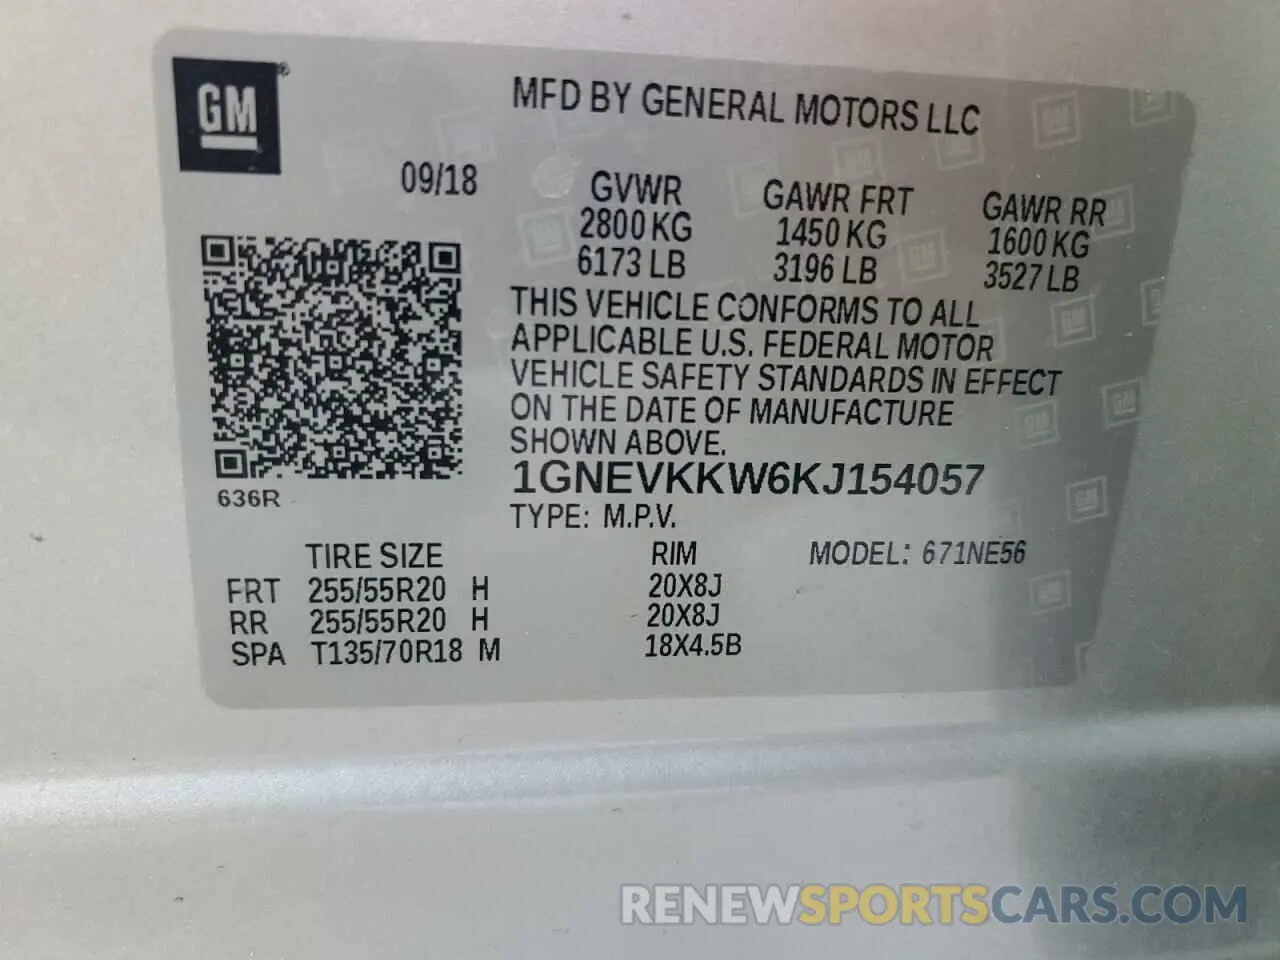 GM®
MFD BY GENERAL MOTORS LLC
09/18
GVWR GAWR FRT GAWR RR
2800 KG 1450 KG 1600 KG
6173 LB 3196 LB 3527 LB
THIS VEHICLE CONFORMS TO ALL
APPLICABLE U.S. FEDERAL MOTOR
VEHICLE SAFETY STANDARDS IN EFFECT
ON THE DATE OF MANUFACTURE
SHOWN ABOVE.
1GNEVKKW6KJ154057
636R
TYPE: M.P.V.
TIRE SIZE RIM MODEL: 671NE56
FRT 255/55R20 H 20X8J
RR 255/55R20 H 20X8J
SPA T135/70R18 M 18X4.5B
RENEWSPORTSCARS.COM